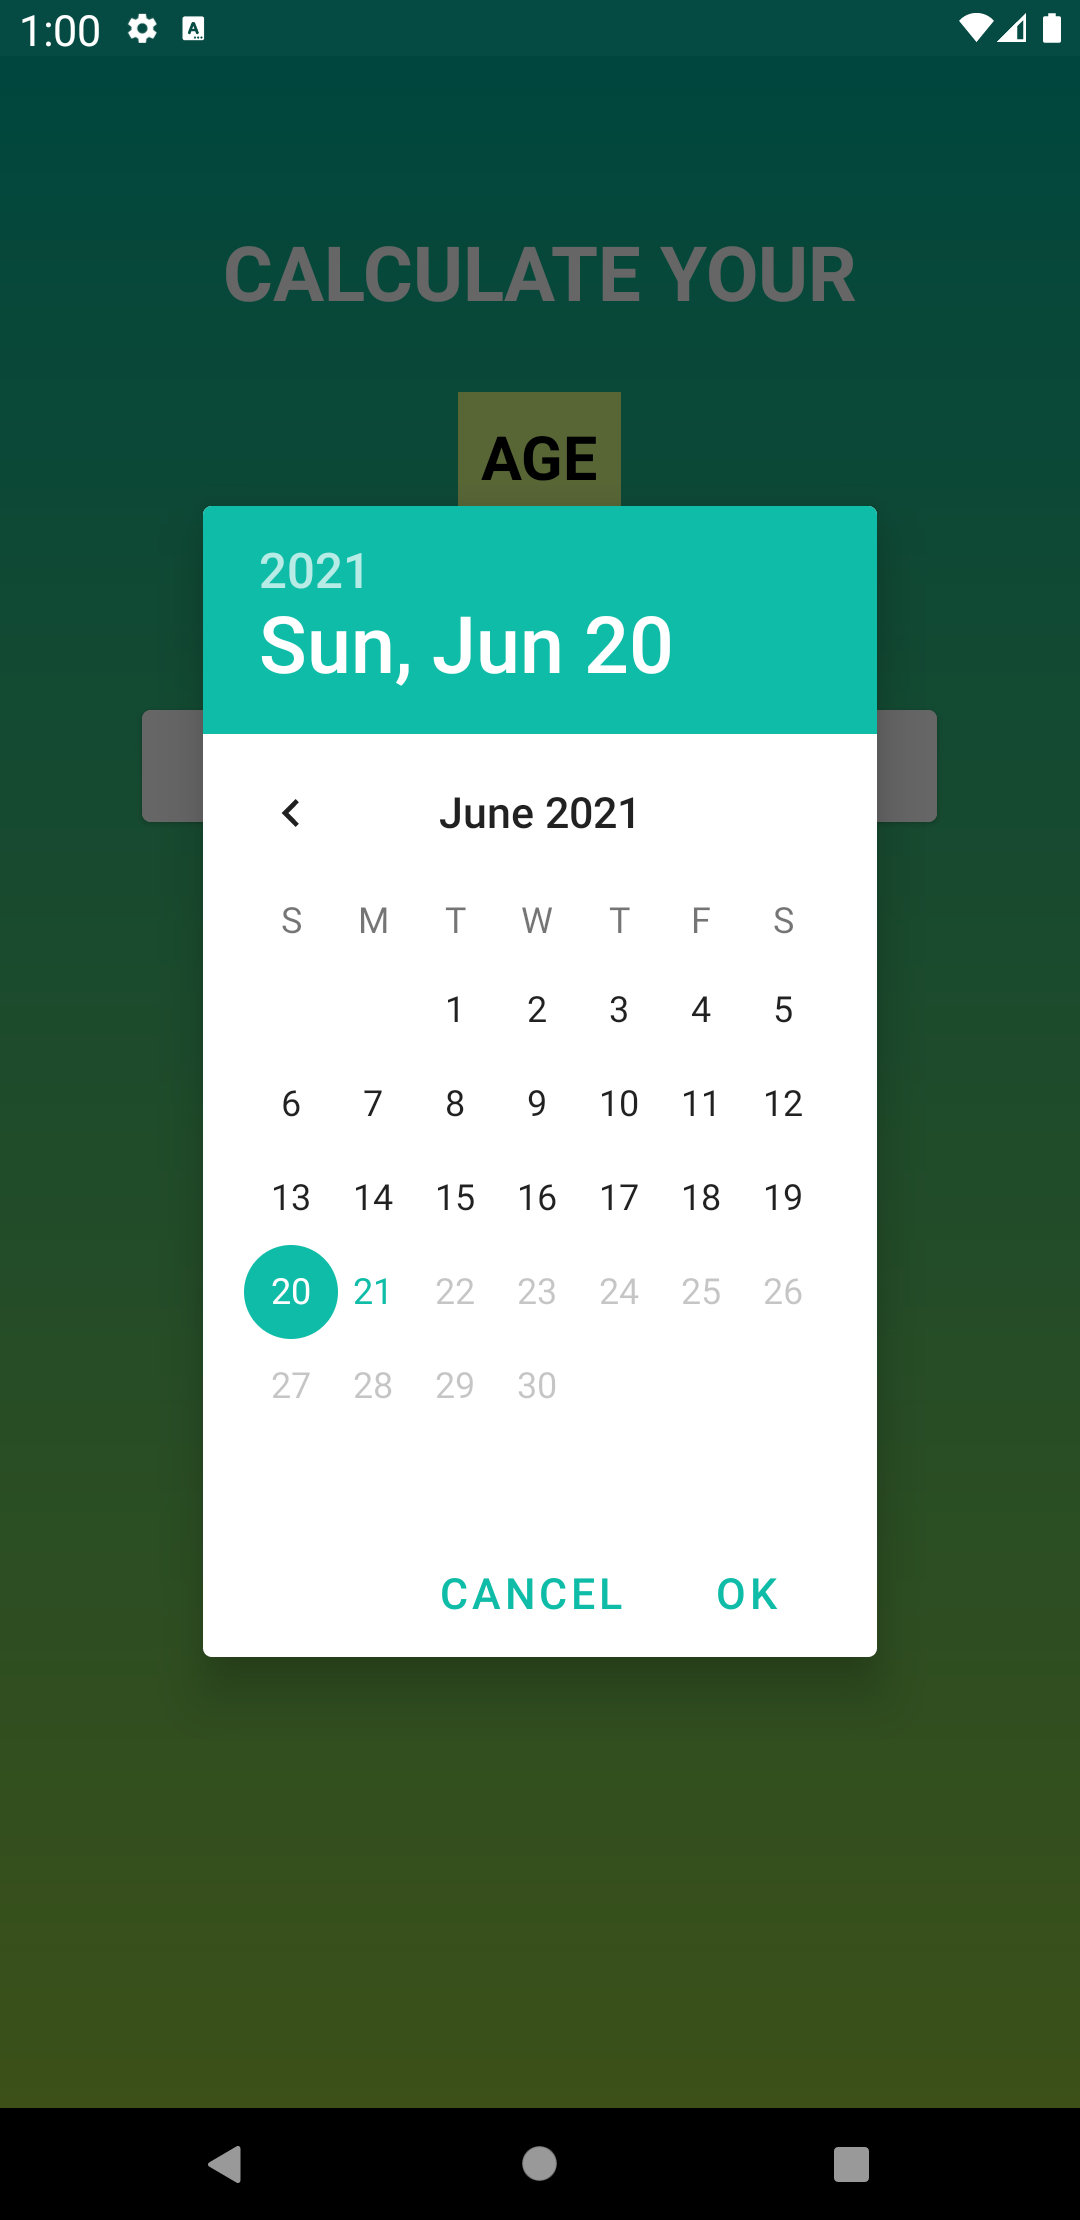 1:00
CALCULATE YOUR
AGE
2021
Sun, Jun 20
June 2021
S M T W T F S
1 2 3 4 5
6 7 8 9 10 11 12
13 14 15 16 17 18 19
20 21 22 23 24 25 26
27 28 29 30
CANCEL OK